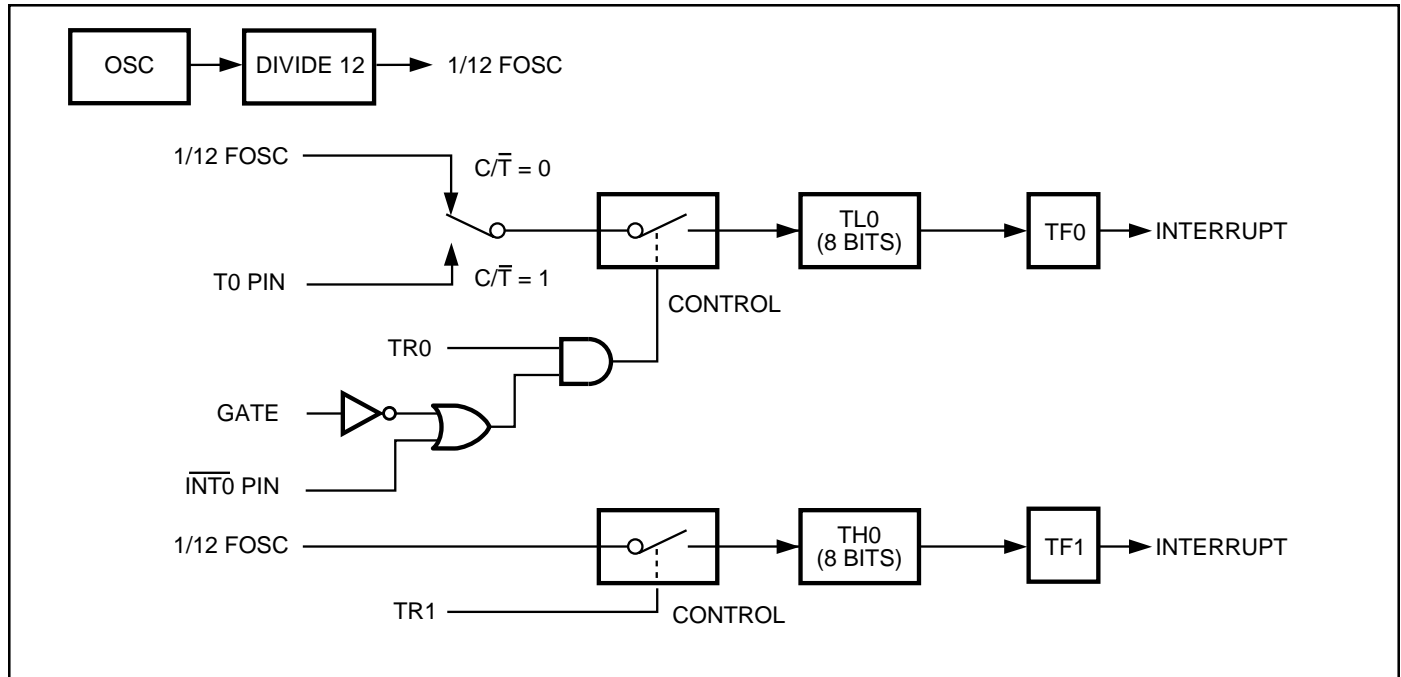 OSC
DIVIDE 12
1/12 FOSC
1/12 FOSC
C/T̅ = 0
TL0
(8 BITS)
TF0
INTERRUPT
T0 PIN
C/T̅ = 1
CONTROL
TR0
GATE
I̅N̅T̅0̅ PIN
1/12 FOSC
TH0
(8 BITS)
TF1
INTERRUPT
TR1
CONTROL